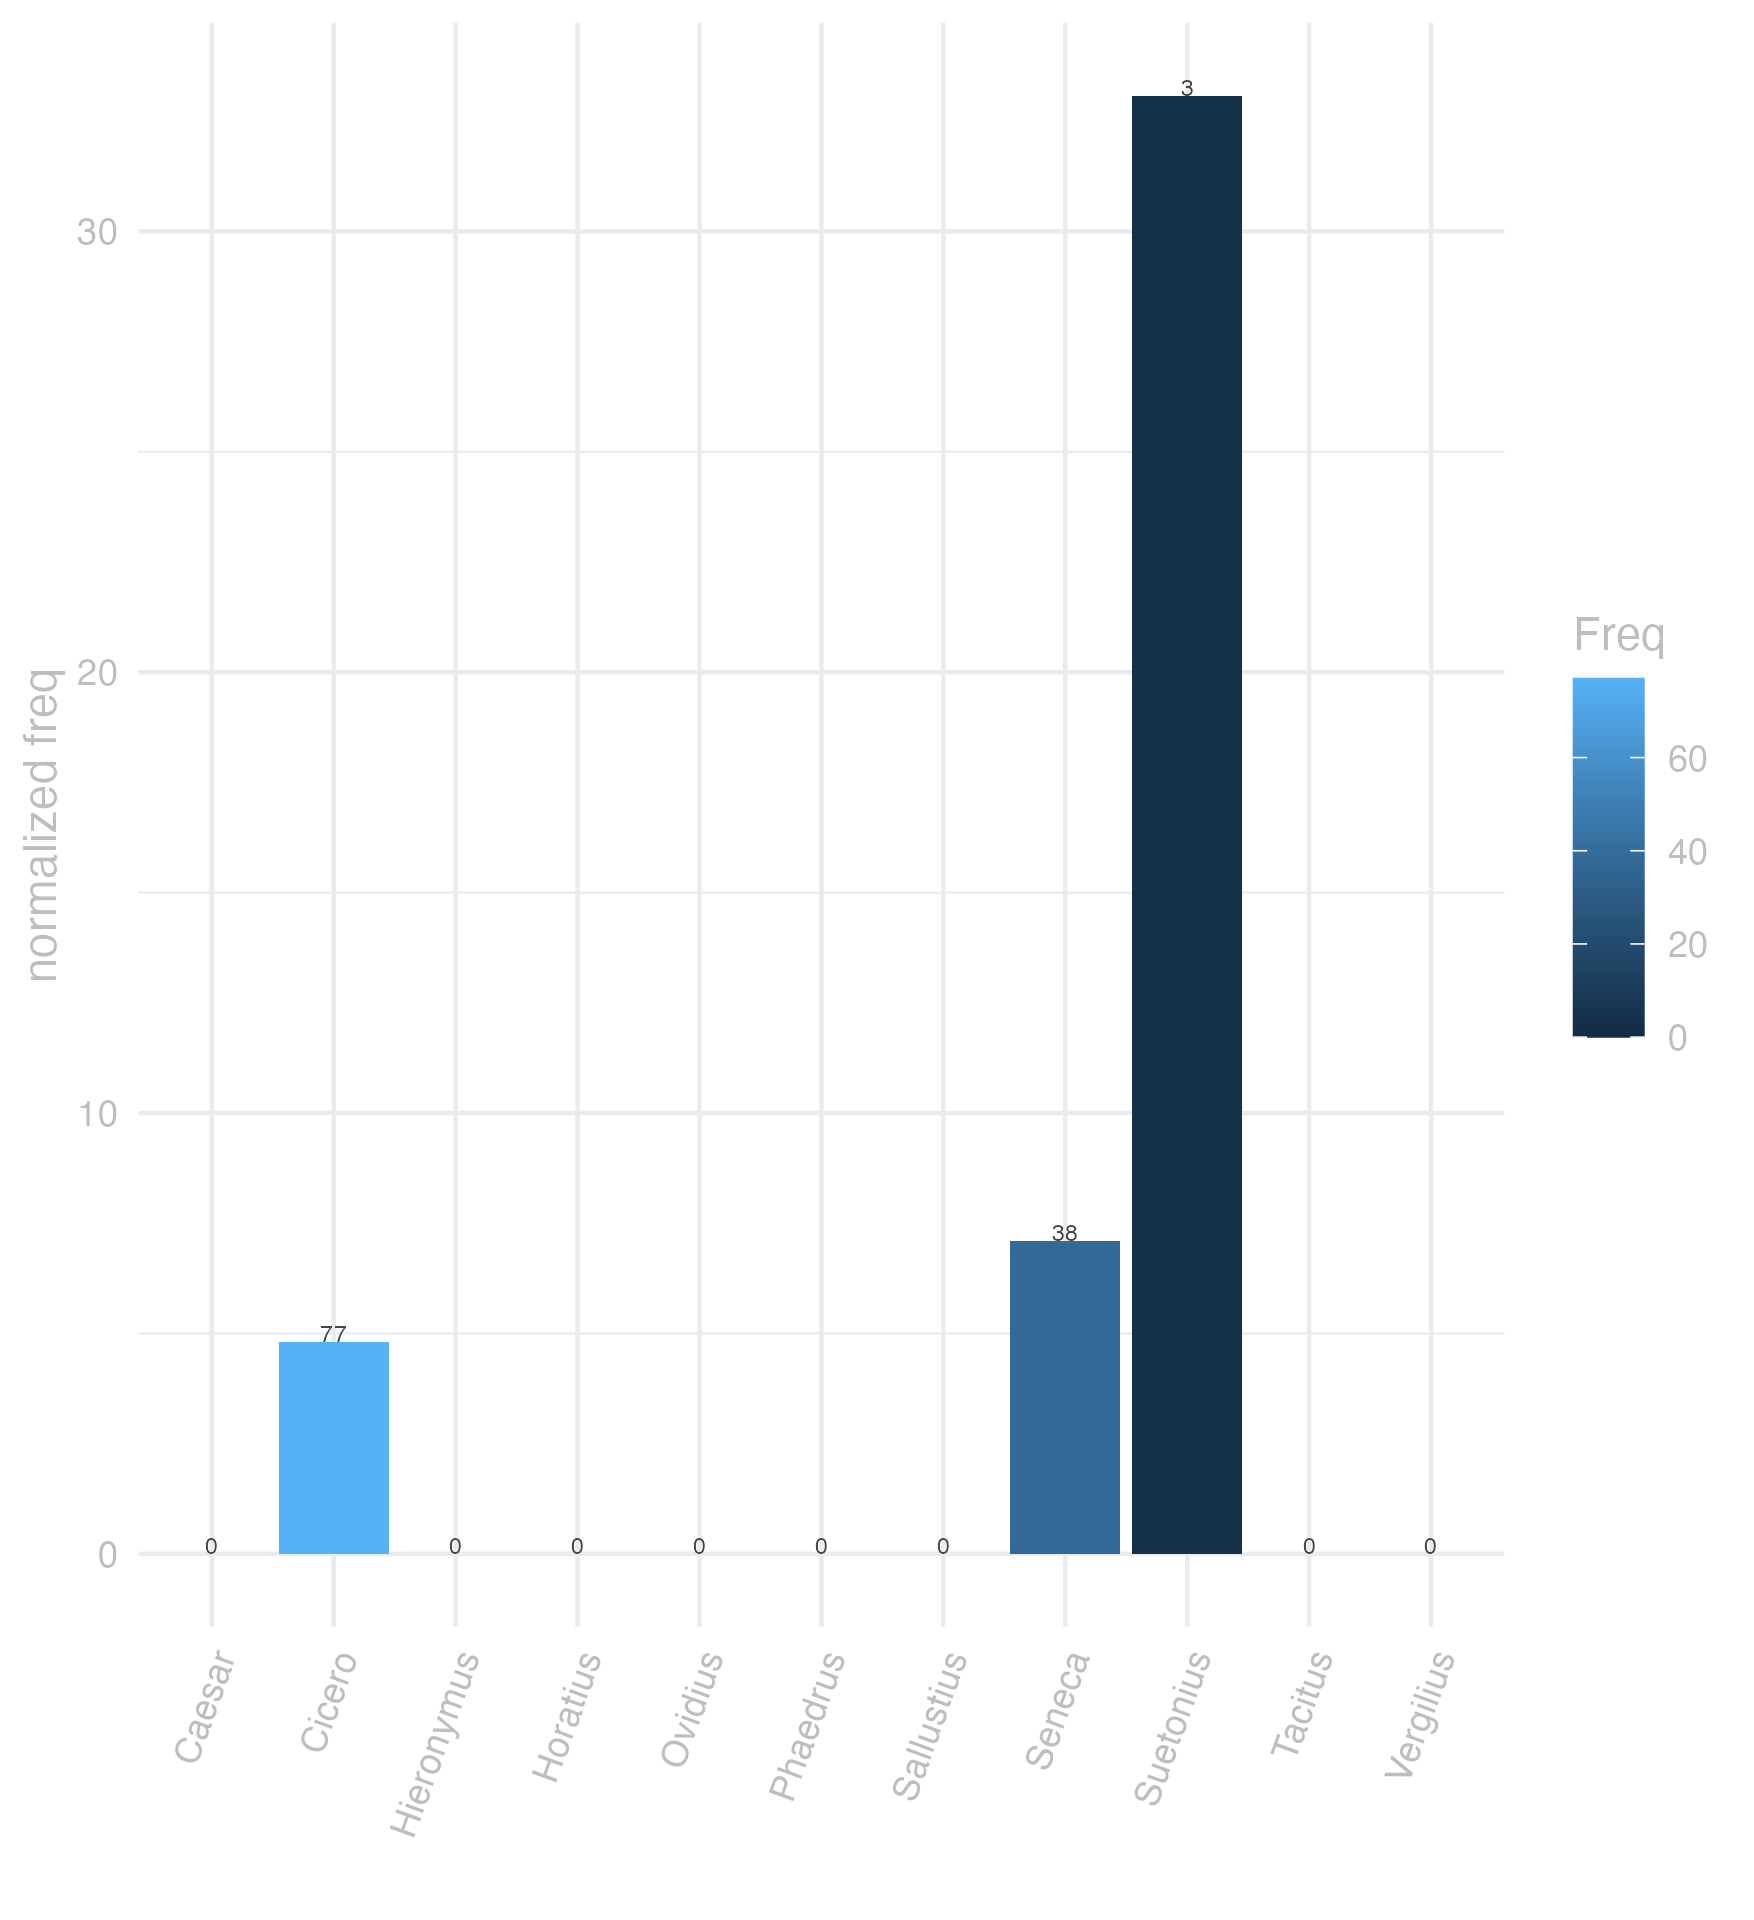 3
30
Freq
normalized freq
20
60
40
20
0
10
38
77
0
0 0 0 0 0 0 0 0
Caesar Cicero Hieronymus Horatius Ovidius Phaedrus Sallustius Seneca Suetonius Tacitus Vergilius